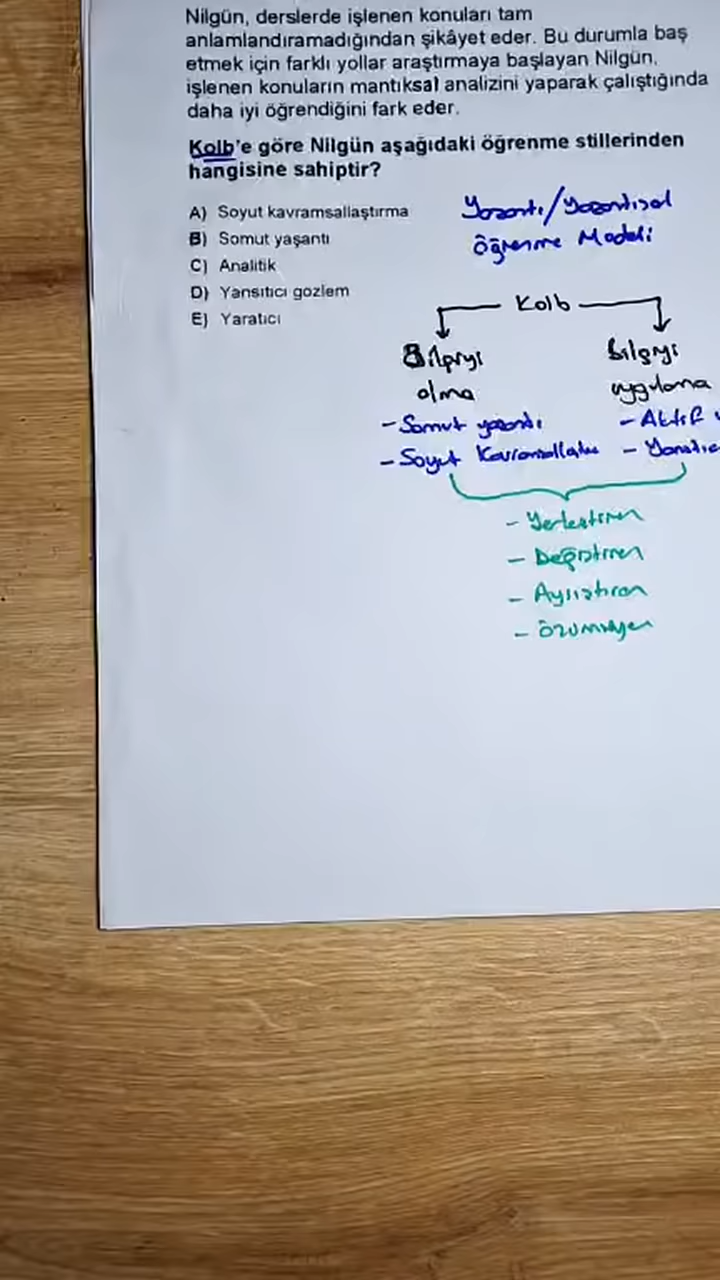 Nilgün, derslerde işlenen konuları tam
anlamlandıramadığından şikâyet eder. Bu durumla baş
etmek için farklı yollar araştırmaya başlayan Nilgün,
işlenen konuların mantıksal analizini yaparak çalıştığında
daha iyi öğrendiğini fark eder.
Kolb'e göre Nilgün aşağıdaki öğrenme stillerinden
hangisine sahiptir?
A) Soyut kavramsallaştırma
B) Somut yaşantı
C) Analitik
D) Yansıtıcı gözlem
E) Yaratıcı
Yaşantı/Yaşantısal
Öğrenme Modeli
Kolb
Bilgiyi
alma
- Somut yaşantı
- Soyut Kavramsallaştırma
Bilgiyi
uygulama
- Aktif
- Yansıtıcı
- Yerleştiren
- Değiştiren
- Ayrıştıran
- Özümseyen